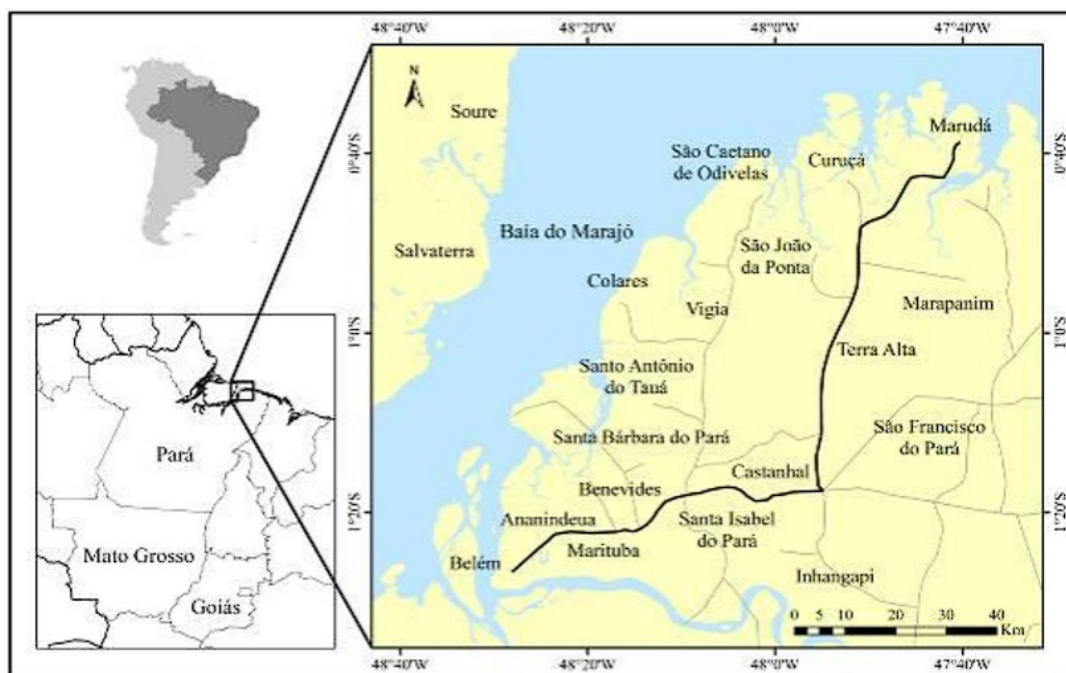 48°40'W
48°20'W
48°0'W
47°40'W
N
Soure
Marudá
São Caetano
de Odivelas
Curuçá
0°40'S
0°40'S
Baía do Marajó
Salvaterra
São João
da Ponta
Colares
Vigia
Marapanim
1°0'S
1°0'S
Terra Alta
Santo Antônio
do Tauá
São Francisco
do Pará
Santa Bárbara do Pará
Castanhal
Benevides
Ananindeua
Santa Isabel
do Pará
1°20'S
1°20'S
Marituba
Belém
Inhangapi
0 5 10 20 30 40
Km
48°40'W
48°20'W
48°0'W
47°40'W
Pará
Mato Grosso
Goiás